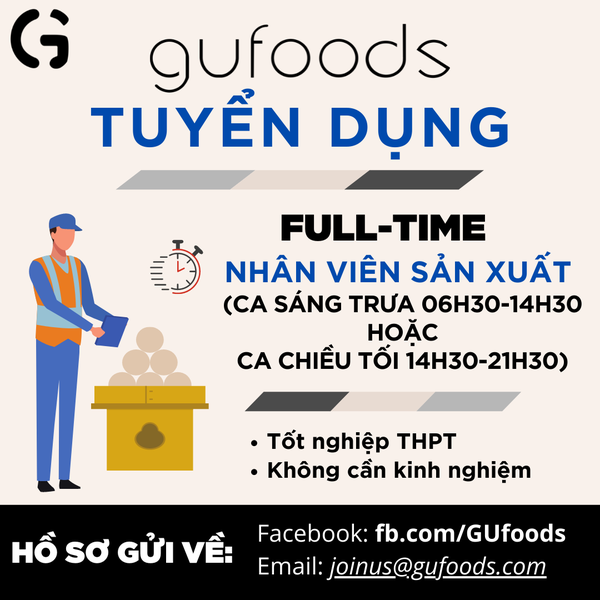 G
gufoods
TUYỂN DỤNG
FULL-TIME
NHÂN VIÊN SẢN XUẤT
(CA SÁNG TRƯA 06H30-14H30
HOẶC
CA CHIỀU TỐI 14H30-21H30)
• Tốt nghiệp THPT
• Không cần kinh nghiệm
HỒ SƠ GỬI VỀ:
Facebook: fb.com/GUfoods
Email: joinus@gufoods.com